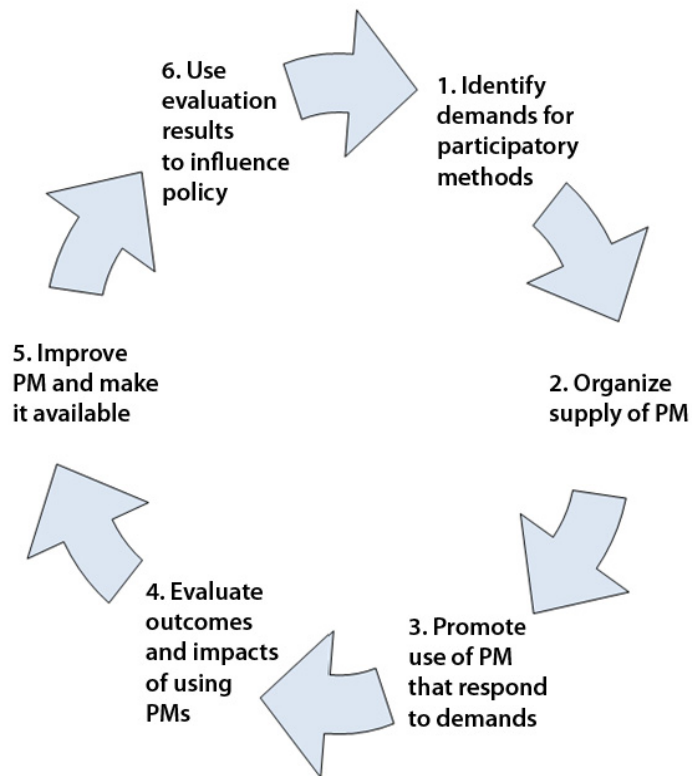 1. Identify
demands for
participatory
methods
2. Organize
supply of PM
3. Promote
use of PM
that respond
to demands
4. Evaluate
outcomes
and impacts
of using
PMs
5. Improve
PM and make
it available
6. Use
evaluation
results
to influence
policy